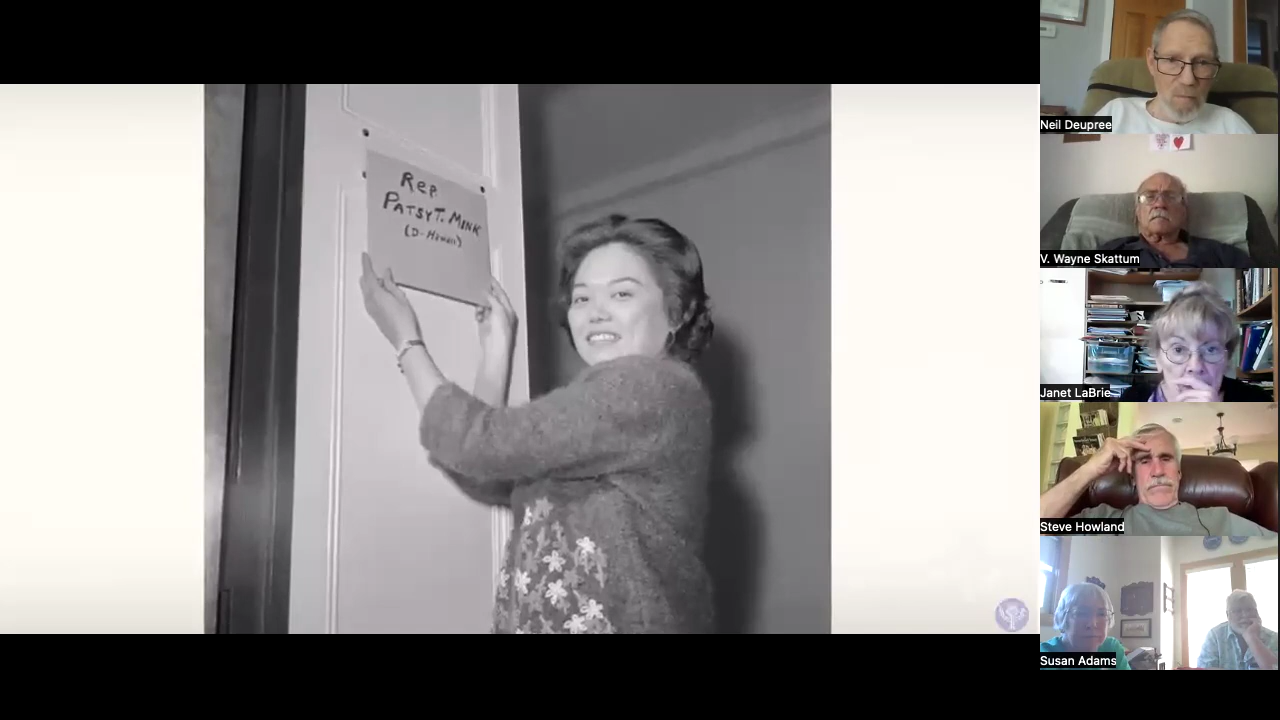 Rep.
PATSY T. MINK
(D-Hawaii)
Neil Deupree
V. Wayne Skattum
Janet LaBrie
Steve Howland
Susan Adams